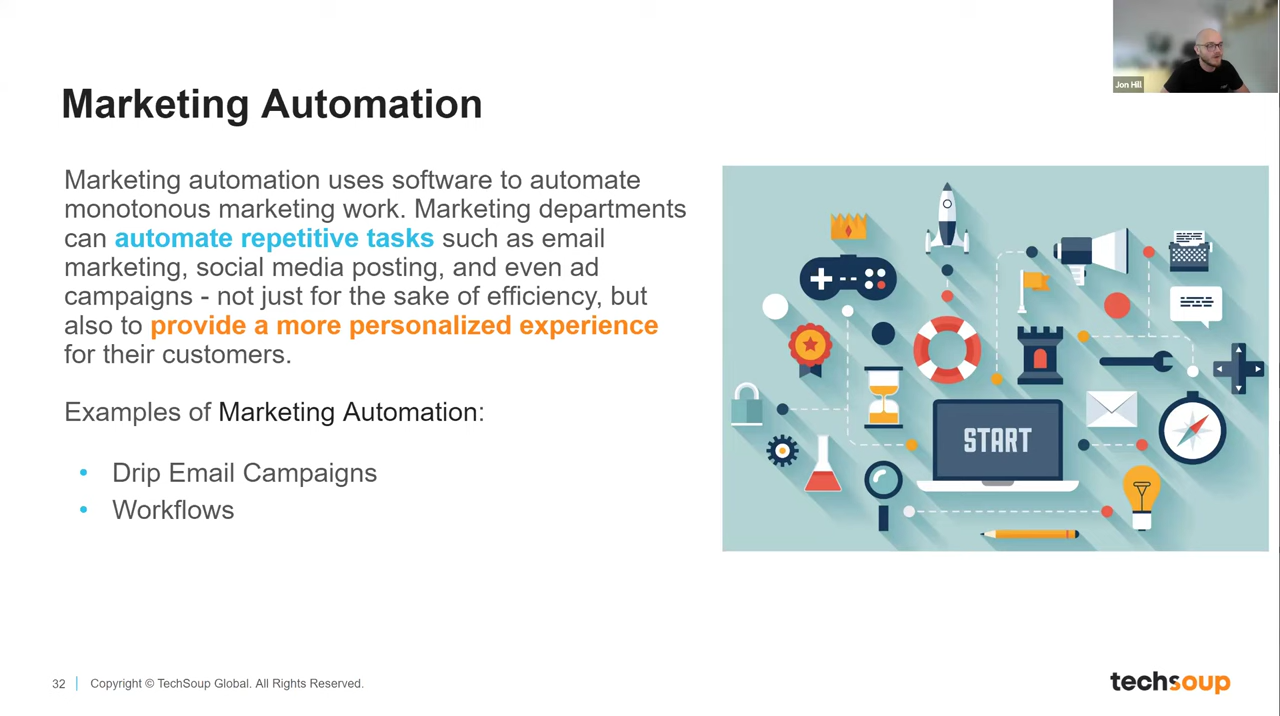 Jon Hill
Marketing Automation
Marketing automation uses software to automate
monotonous marketing work. Marketing departments
can automate repetitive tasks such as email
marketing, social media posting, and even ad
campaigns - not just for the sake of efficiency, but
also to provide a more personalized experience
for their customers.
Examples of Marketing Automation:
• Drip Email Campaigns
• Workflows
START
32 | Copyright © TechSoup Global. All Rights Reserved.
techsoup